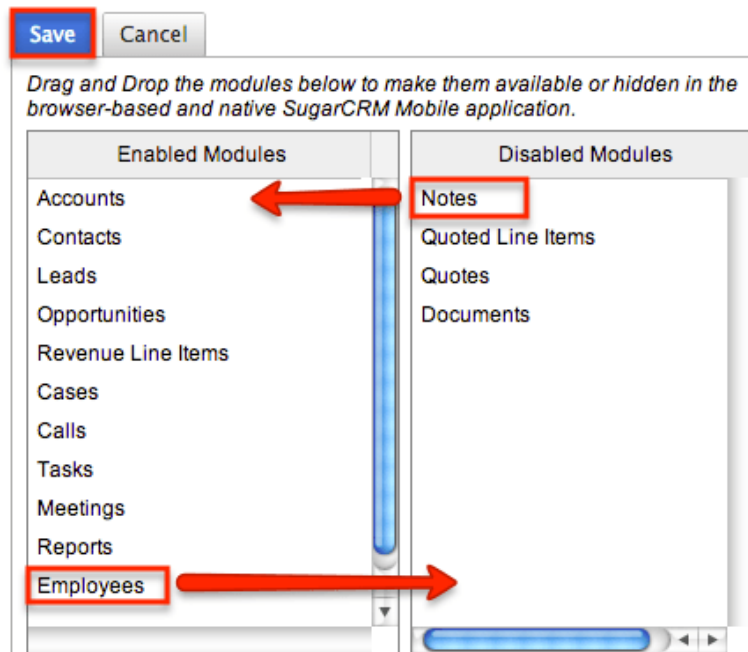 Save Cancel
Drag and Drop the modules below to make them available or hidden in the
browser-based and native SugarCRM Mobile application.
Enabled Modules
Accounts
Contacts
Leads
Opportunities
Revenue Line Items
Cases
Calls
Tasks
Meetings
Reports
Employees
Disabled Modules
Notes
Quoted Line Items
Quotes
Documents